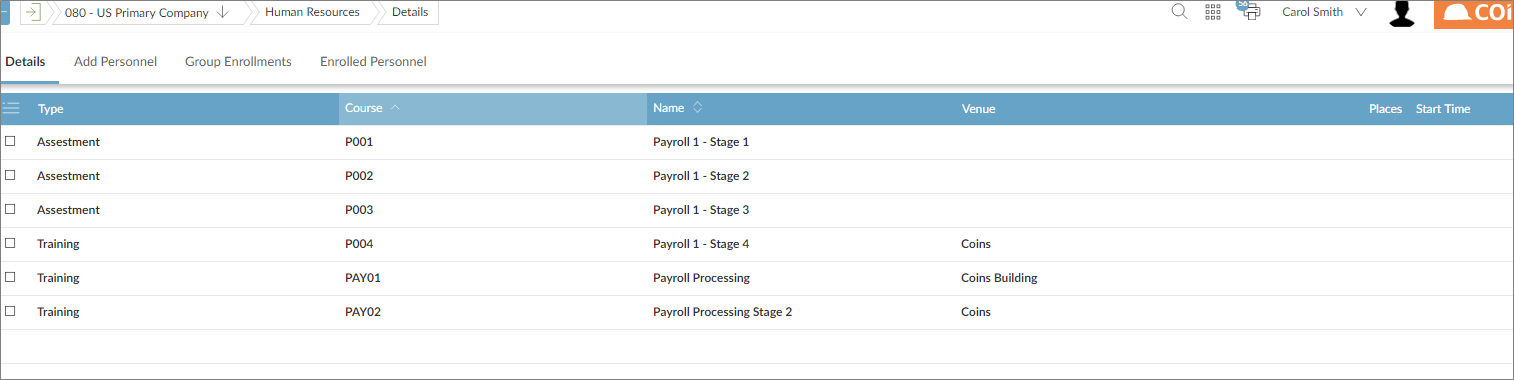 080 - US Primary Company Human Resources Details 56 Carol Smith COi
Details Add Personnel Group Enrollments Enrolled Personnel
Type Course Name Venue Places Start Time
Assestment P001 Payroll 1 - Stage 1
Assestment P002 Payroll 1 - Stage 2
Assestment P003 Payroll 1 - Stage 3
Training P004 Payroll 1 - Stage 4 Coins
Training PAY01 Payroll Processing Coins Building
Training PAY02 Payroll Processing Stage 2 Coins